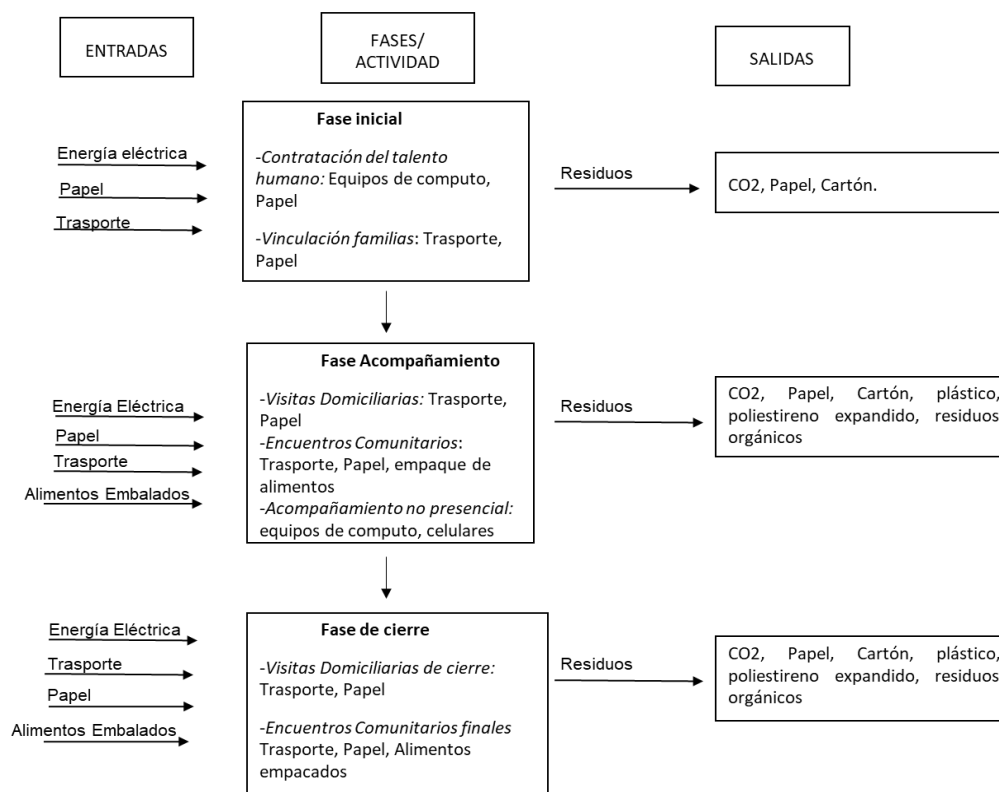 ENTRADAS
FASES/
ACTIVIDAD
SALIDAS
Energía eléctrica
Papel
Trasporte
Fase inicial
-Contratación del talento
humano: Equipos de computo,
Papel
-Vinculación familias: Trasporte,
Papel
Residuos
CO2, Papel, Cartón.
Energía Eléctrica
Papel
Trasporte
Alimentos Embalados
Fase Acompañamiento
-Visitas Domiciliarias: Trasporte,
Papel
-Encuentros Comunitarios:
Trasporte, Papel, empaque de
alimentos
-Acompañamiento no presencial:
equipos de computo, celulares
Residuos
CO2, Papel, Cartón, plástico,
poliestireno expandido, residuos
orgánicos
Energía Eléctrica
Trasporte
Papel
Alimentos Embalados
Fase de cierre
-Visitas Domiciliarias de cierre:
Trasporte, Papel
-Encuentros Comunitarios finales
Trasporte, Papel, Alimentos
empacados
Residuos
CO2, Papel, Cartón, plástico,
poliestireno expandido, residuos
orgánicos